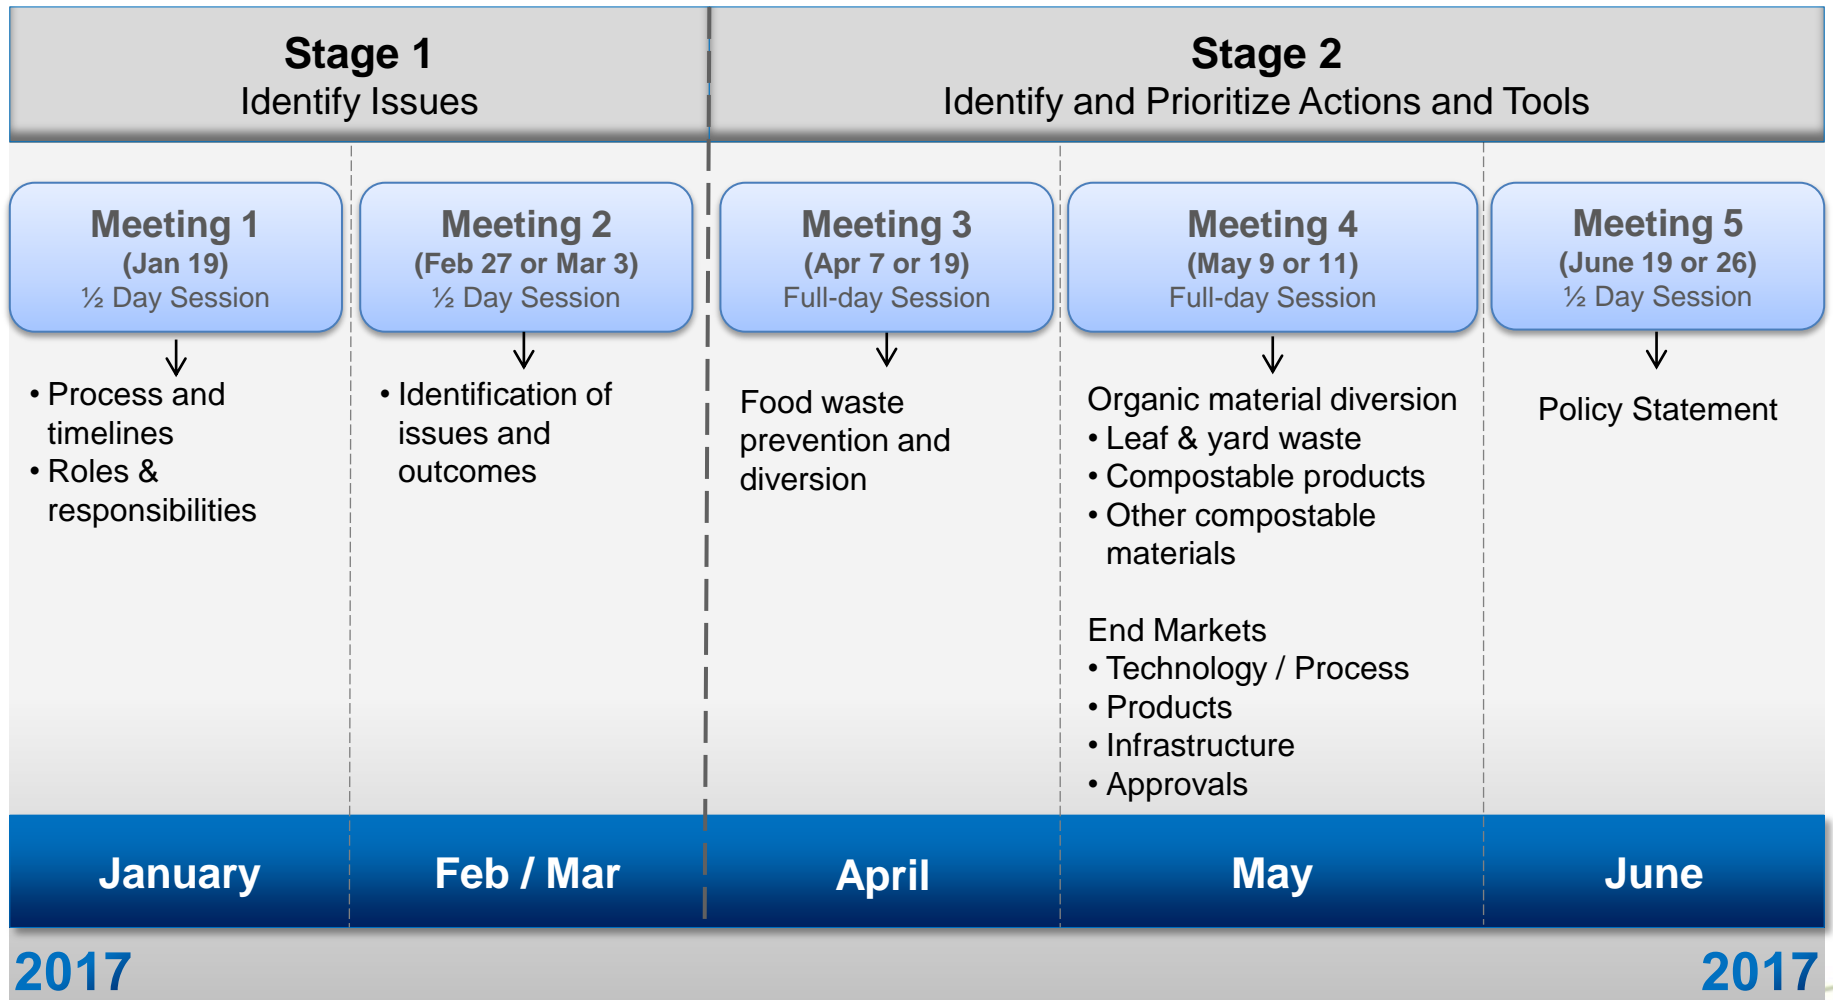 Stage 1
Identify Issues
Stage 2
Identify and Prioritize Actions and Tools
Meeting 1
(Jan 19)
½ Day Session
• Process and
timelines
• Roles &
responsibilities
Meeting 2
(Feb 27 or Mar 3)
½ Day Session
• Identification of
issues and
outcomes
Meeting 3
(Apr 7 or 19)
Full-day Session
Food waste
prevention and
diversion
Meeting 4
(May 9 or 11)
Full-day Session
Organic material diversion
• Leaf & yard waste
• Compostable products
• Other compostable
materials
End Markets
• Technology / Process
• Products
• Infrastructure
• Approvals
Meeting 5
(June 19 or 26)
½ Day Session
Policy Statement
January
Feb / Mar
April
May
June
2017
2017